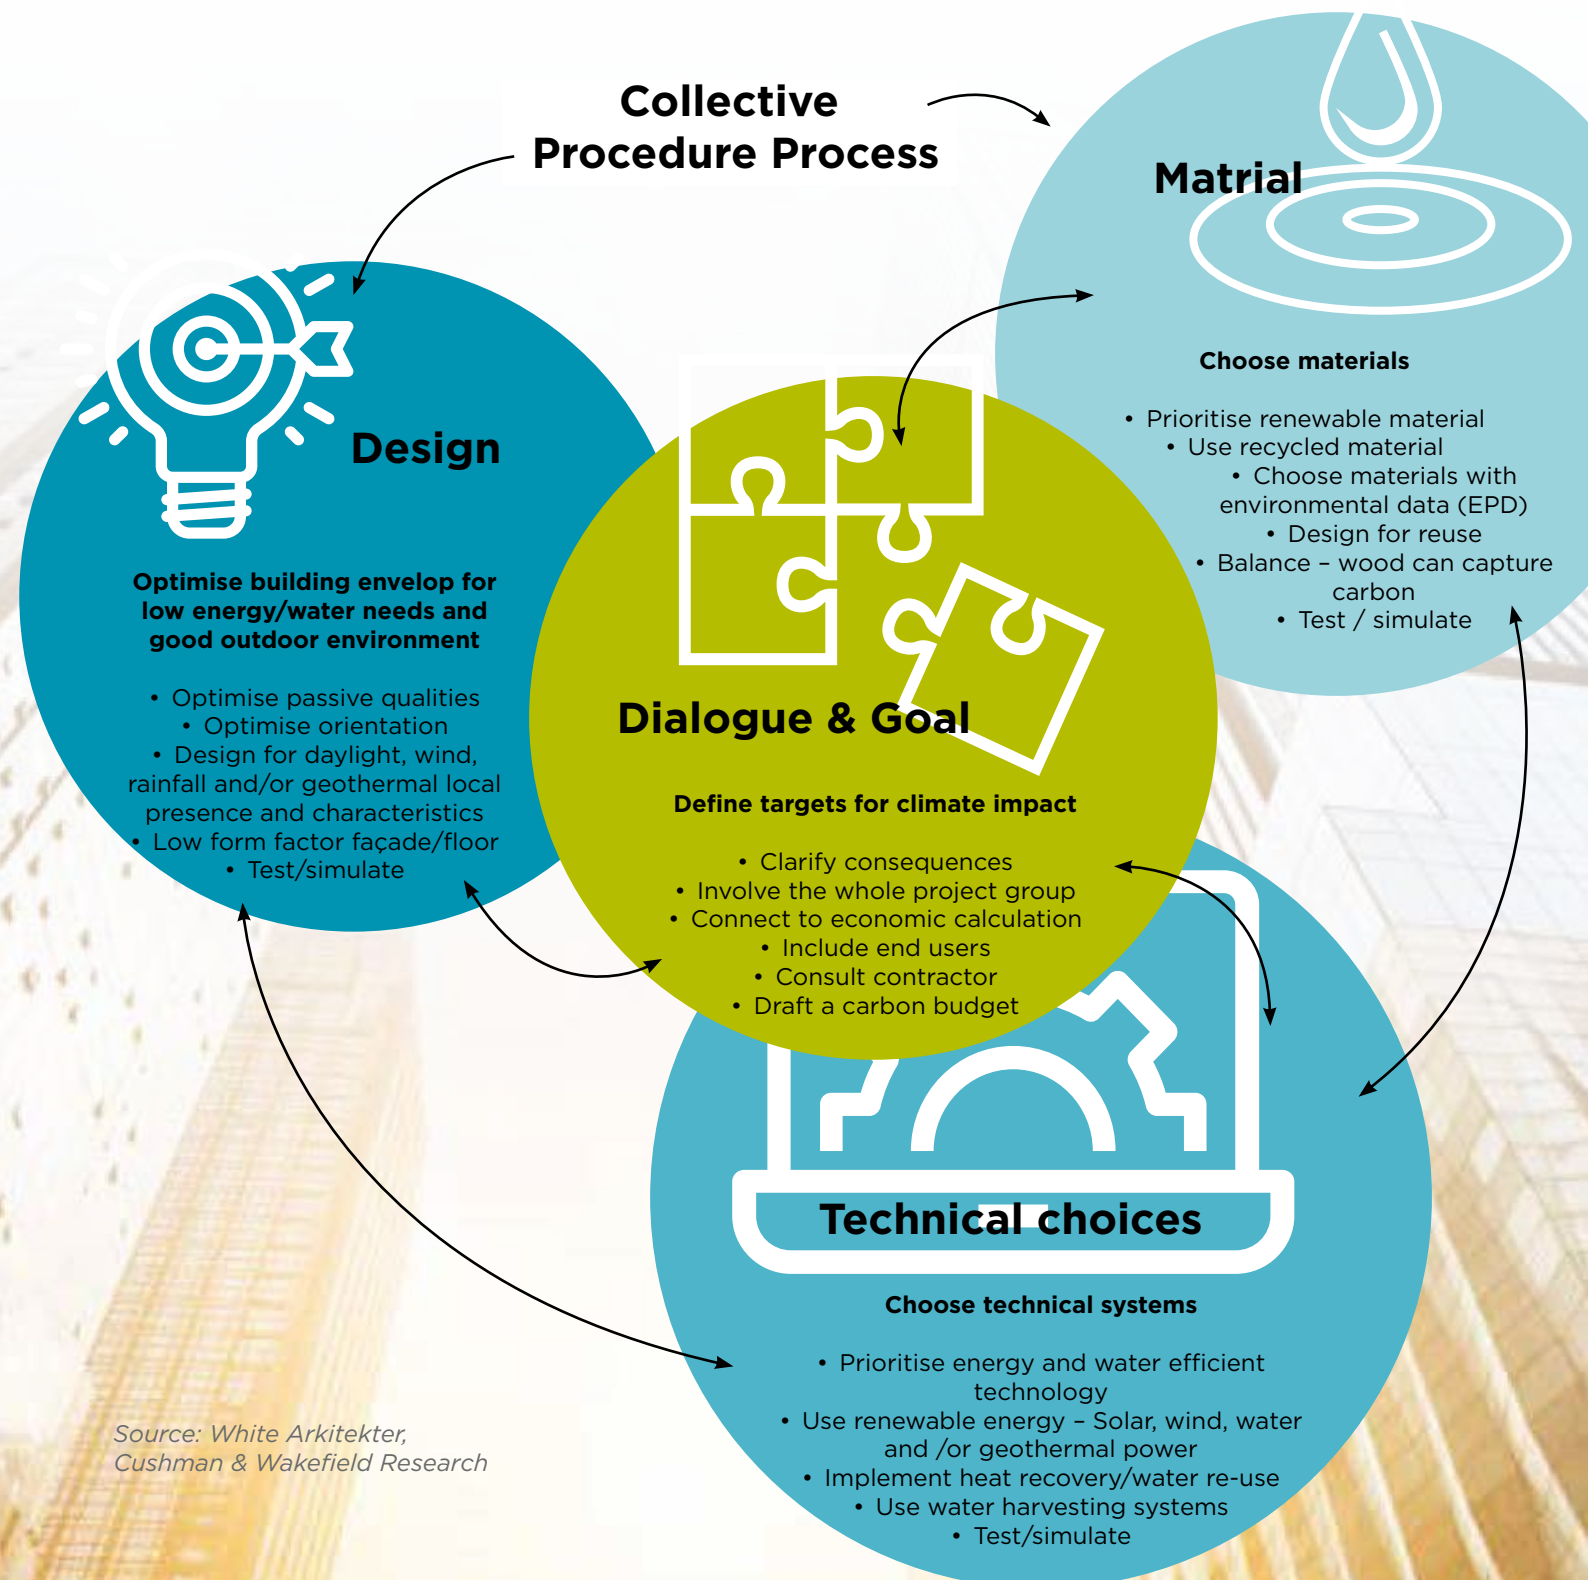 Collective
Procedure Process
Matrial
Choose materials
• Prioritise renewable material
• Use recycled material
• Choose materials with
environmental data (EPD)
• Design for reuse
• Balance – wood can capture
carbon
• Test / simulate
Design
Optimise building envelop for
low energy/water needs and
good outdoor environment
• Optimise passive qualities
• Optimise orientation
• Design for daylight, wind,
rainfall and/or geothermal local
presence and characteristics
• Low form factor façade/floor
• Test/simulate
Dialogue & Goal
Define targets for climate impact
• Clarify consequences
• Involve the whole project group
• Connect to economic calculation
• Include end users
• Consult contractor
• Draft a carbon budget
Technical choices
Choose technical systems
• Prioritise energy and water efficient
technology
• Use renewable energy – Solar, wind, water
and /or geothermal power
• Implement heat recovery/water re-use
• Use water harvesting systems
• Test/simulate
Source: White Arkitekter,
Cushman & Wakefield Research